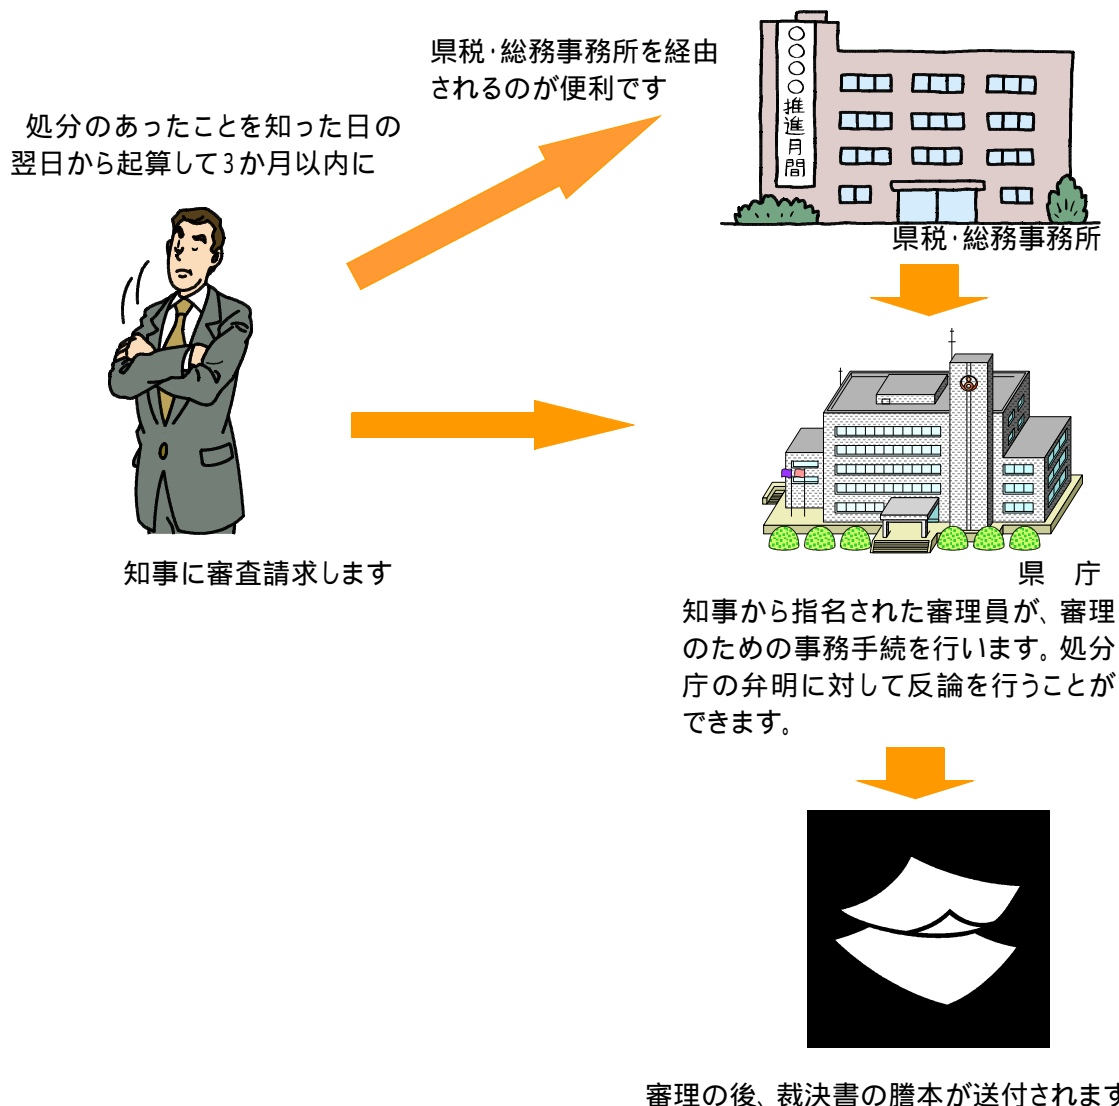 県税・総務事務所を経由
されるのが便利です
処分のあったことを知った日の
翌日から起算して3か月以内に
○○○○推進月間
県税・総務事務所
知事に審査請求します
県　庁
知事から指名された審理員が、審理
のための事務手続を行います。処分
庁の弁明に対して反論を行うことが
できます。
審理の後、裁決書の謄本が送付されます